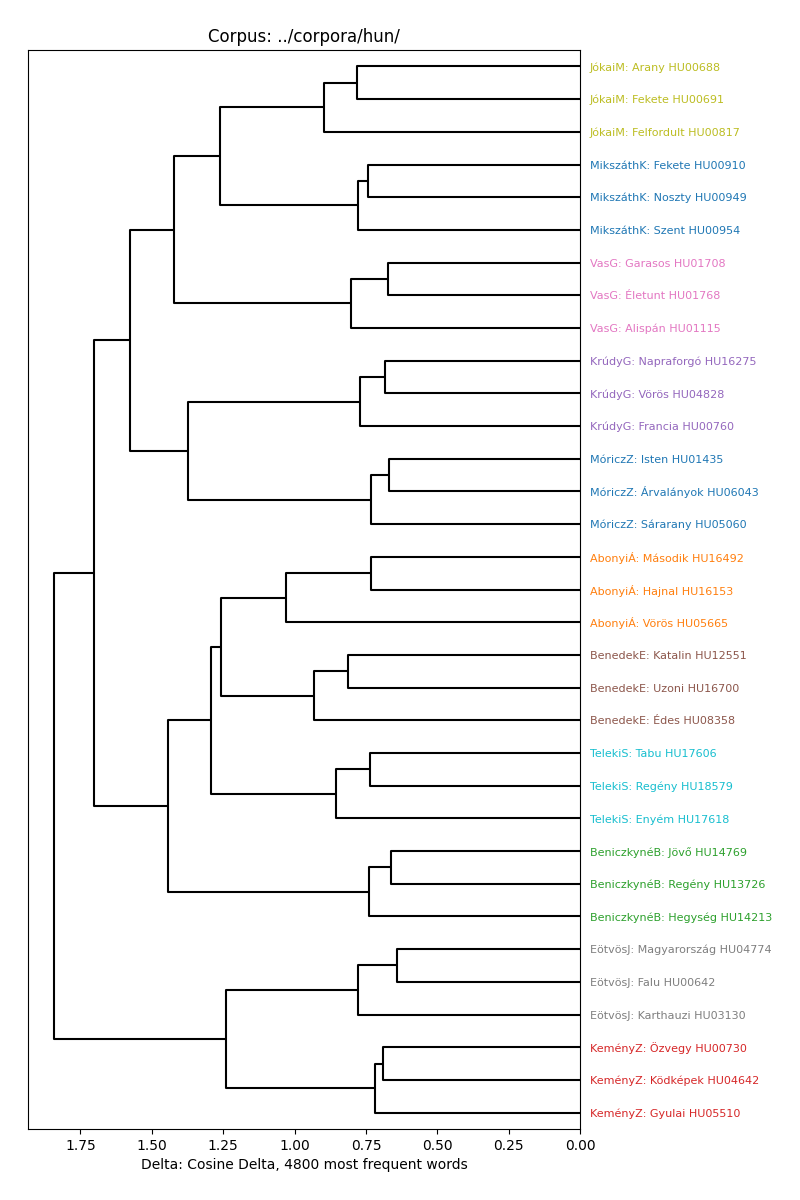 Corpus: ../corpora/hun/
JókaiM: Arany HU00688
JókaiM: Fekete HU00691
JókaiM: Felfordult HU00817
MikszáthK: Fekete HU00910
MikszáthK: Noszty HU00949
MikszáthK: Szent HU00954
VasG: Garasos HU01708
VasG: Életunt HU01768
VasG: Alispán HU01115
KrúdyG: Napraforgó HU16275
KrúdyG: Vörös HU04828
KrúdyG: Francia HU00760
MóriczZ: Isten HU01435
MóriczZ: Árvalányok HU06043
MóriczZ: Sárarany HU05060
AbonyiÁ: Második HU16492
AbonyiÁ: Hajnal HU16153
AbonyiÁ: Vörös HU05665
BenedekE: Katalin HU12551
BenedekE: Uzoni HU16700
BenedekE: Édes HU08358
TelekiS: Tabu HU17606
TelekiS: Regény HU18579
TelekiS: Enyém HU17618
BeniczkynéB: Jövő HU14769
BeniczkynéB: Regény HU13726
BeniczkynéB: Hegység HU14213
EötvösJ: Magyarország HU04774
EötvösJ: Falu HU00642
EötvösJ: Karthauzi HU03130
KeményZ: Özvegy HU00730
KeményZ: Ködképek HU04642
KeményZ: Gyulai HU05510
1.75 1.50 1.25 1.00 0.75 0.50 0.25 0.00
Delta: Cosine Delta, 4800 most frequent words